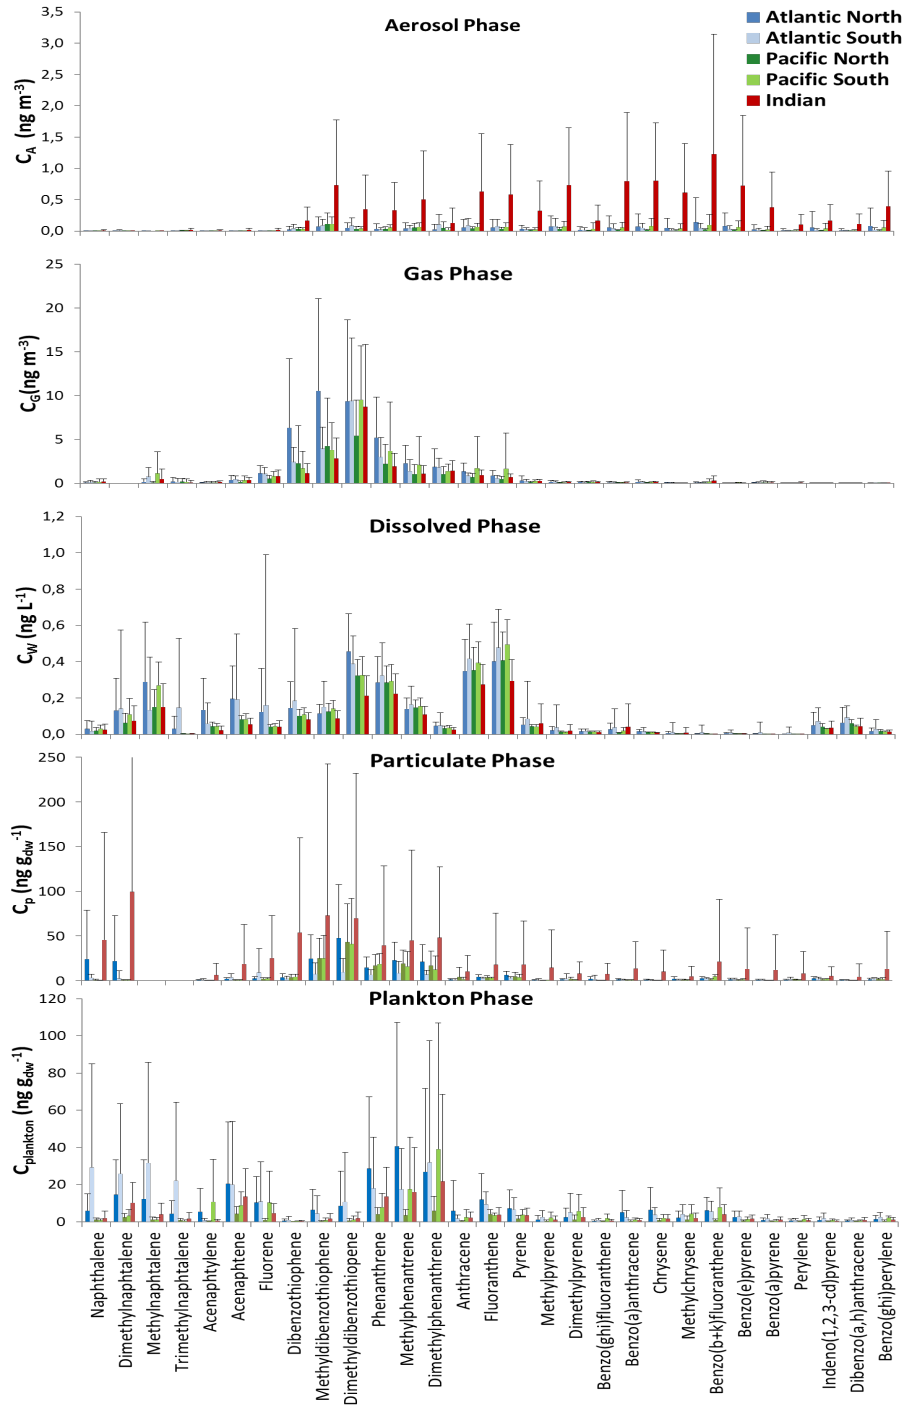 Aerosol Phase
Atlantic North
Atlantic South
Pacific North
Pacific South
Indian
C_A (ng m⁻³)
3,5
3,0
2,5
2,0
1,5
1,0
0,5
0,0
Gas Phase
C_G(ng m⁻³)
25
20
15
10
5
0
Dissolved Phase
C_W (ng L⁻¹)
1,2
1,0
0,8
0,6
0,4
0,2
0,0
Particulate Phase
C_p (ng g_dw⁻¹)
250
200
150
100
50
0
Plankton Phase
C_plankton (ng g_dw⁻¹)
120
100
80
60
40
20
0
Naphthalene
Dimethylnaphtalene
Methylnaphtalene
Trimethylnaphtalene
Acenaphtylene
Acenaphtene
Fluorene
Dibenzothiophene
Methyldibenzothiophene
Dimethyldibenzothiopene
Phenanthrene
Methylphenantrene
Dimethylphenanthrene
Anthracene
Fluoranthene
Pyrene
Methylpyrene
Dimethylpyrene
Benzo(ghi)fluoranthene
Benzo(a)anthracene
Chrysene
Methylchrysene
Benzo(b+k)fluoranthene
Benzo(e)pyrene
Benzo(a)pyrene
Perylene
Indeno(1,2,3-cd)pyrene
Dibenzo(a,h)anthracene
Benzo(ghi)perylene